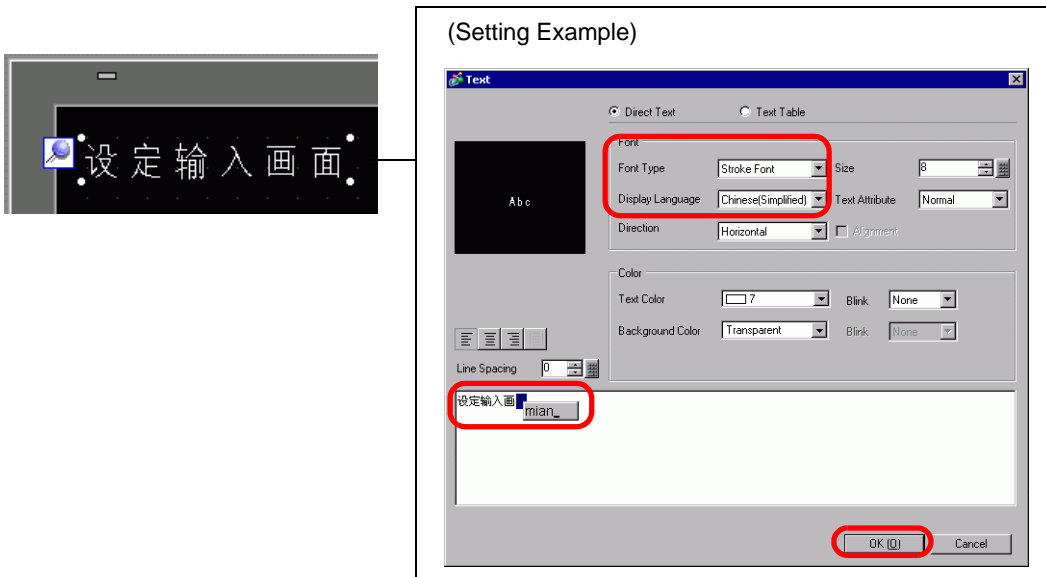 设定输入画面
(Setting Example)
Text
Direct Text Text Table
Font
Font Type Stroke Font Size 8
Display Language Chinese(Simplified) Text Attribute Normal
Direction Horizontal Alignment
Abc
Color
Text Color 7 Blink None
Background Color Transparent Blink None
Line Spacing 0
设定输入画 mian_
OK (O) Cancel